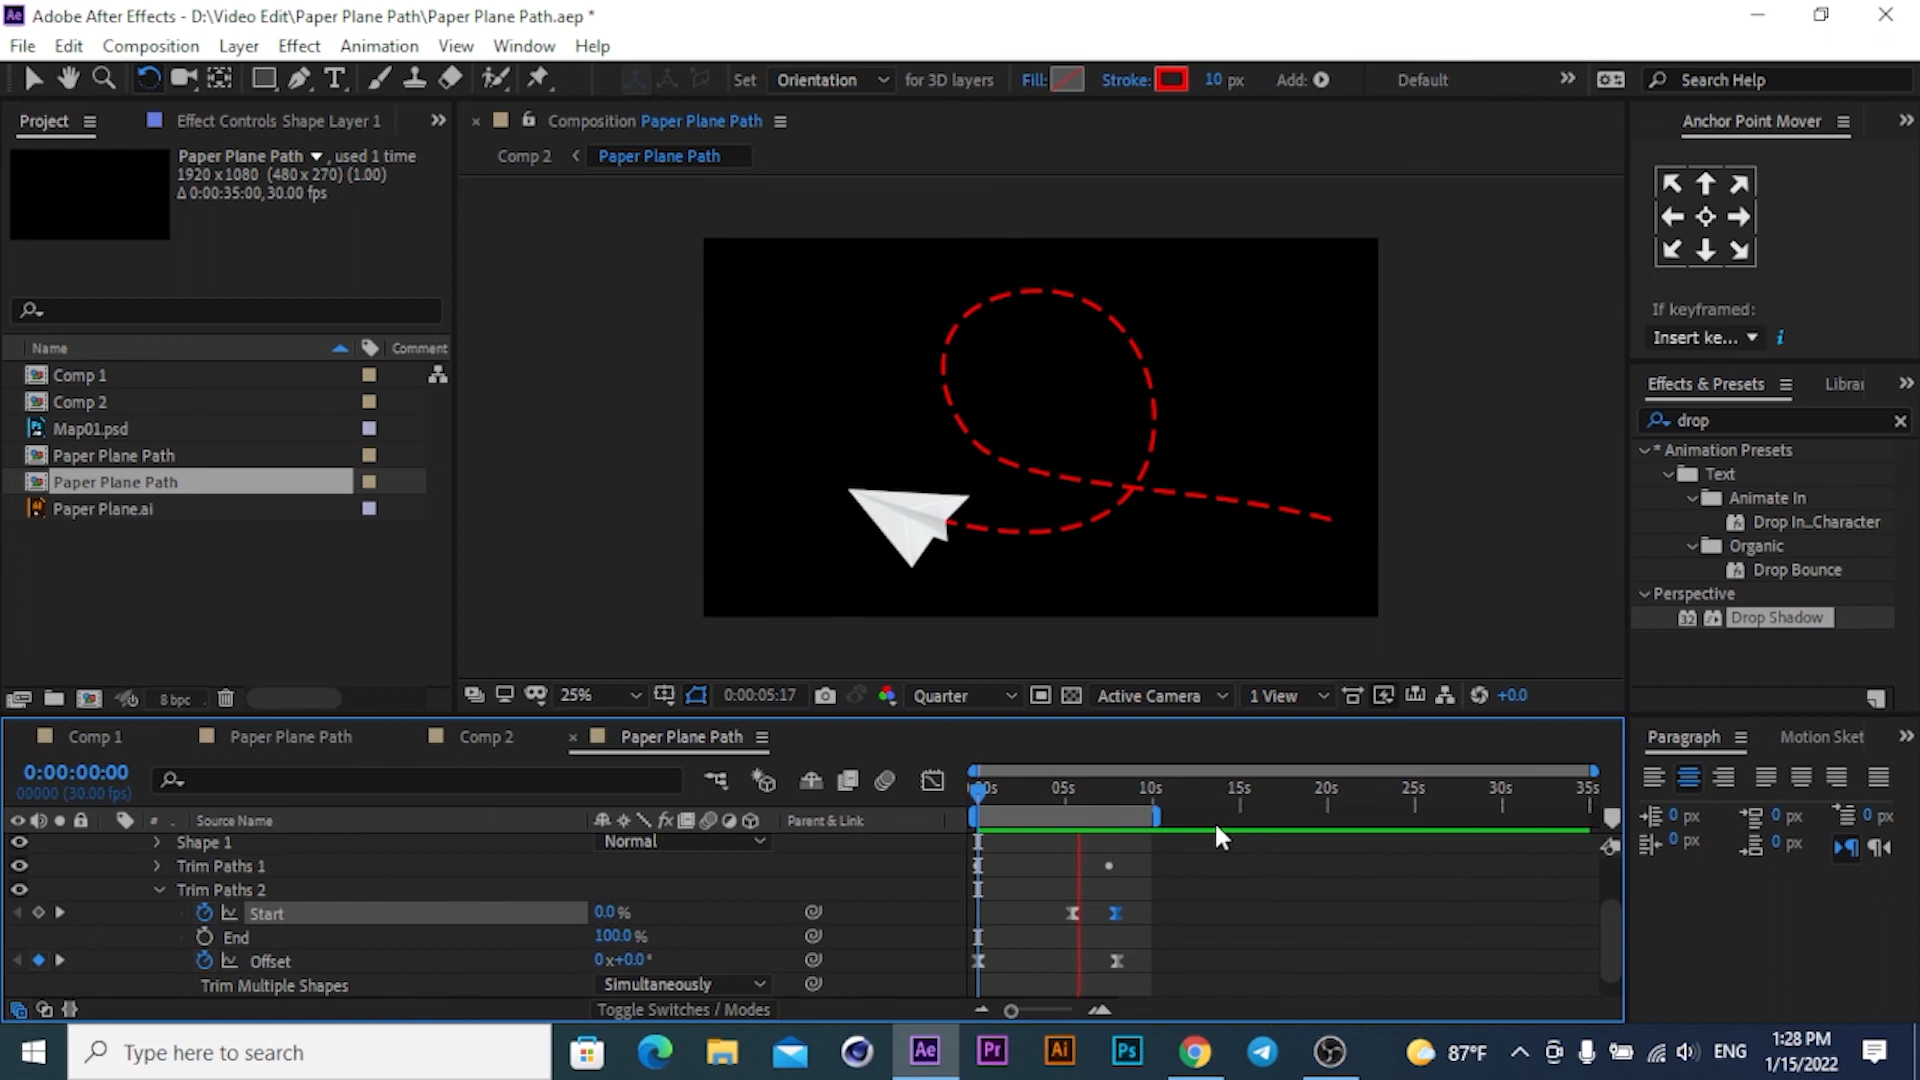 Ae Adobe After Effects - D:\Video Edit\Paper Plane Path\Paper Plane Path.aep *
File Edit Composition Layer Effect Animation View Window Help
Set Orientation for 3D layers Fill: Stroke: 10 px Add: Default Search Help
Project Effect Controls Shape Layer 1
Composition Paper Plane Path
Anchor Point Mover
Paper Plane Path , used 1 time
1920 x 1080 (480 x 270) (1.00)
Δ 0:00:35:00, 30.00 fps
Comp 2 Paper Plane Path
If keyframed:
Insert ke...
Name Comment
Comp 1
Comp 2
Map01.psd
Paper Plane Path
Paper Plane Path
Paper Plane.ai
Effects & Presets Librar
drop
* Animation Presets
Text
Animate In
Drop In_Character
Organic
Drop Bounce
Perspective
32 Drop Shadow
8 bpc
25% 0:00:05:17 Quarter Active Camera 1 View +0.0
Comp 1 Paper Plane Path Comp 2 Paper Plane Path
Paragraph Motion Sket
0:00:00:00
00000 (30.00 fps)
00s 05s 10s 15s 20s 25s 30s 35s
# Source Name fx Parent & Link
0 px 0 px 0 px
0 px 0 px
Shape 1 Normal
Trim Paths 1
Trim Paths 2
Start 0.0 %
End 100.0 %
Offset 0 x+0.0°
Trim Multiple Shapes Simultaneously
Toggle Switches / Modes
Type here to search
Ae Pr Ai Ps
87°F ENG
1:28 PM
1/15/2022